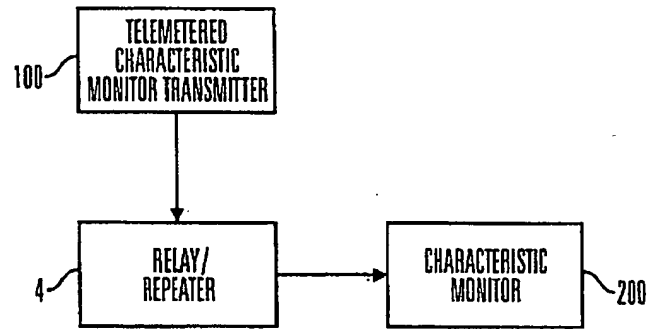 TELEMETERED
CHARACTERISTIC
MONITOR TRANSMITTER
100
RELAY/
REPEATER
4
CHARACTERISTIC
MONITOR
200